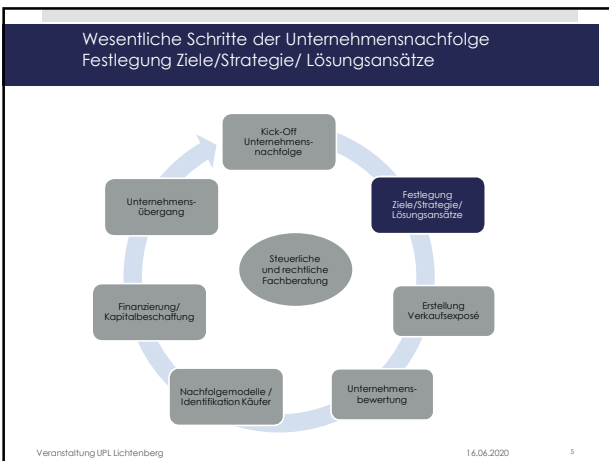 Wesentliche Schritte der Unternehmensnachfolge
Festlegung Ziele/Strategie/ Lösungsansätze
Kick-Off
Unternehmens-
nachfolge
Festlegung
Ziele/Strategie/
Lösungsansätze
Erstellung
Verkaufsexposé
Unternehmens-
bewertung
Nachfolgemodelle /
Identifikation Käufer
Finanzierung/
Kapitalbeschaffung
Unternehmens-
übergang
Steuerliche
und rechtliche
Fachberatung
Veranstaltung UPL Lichtenberg
16.06.2020
5